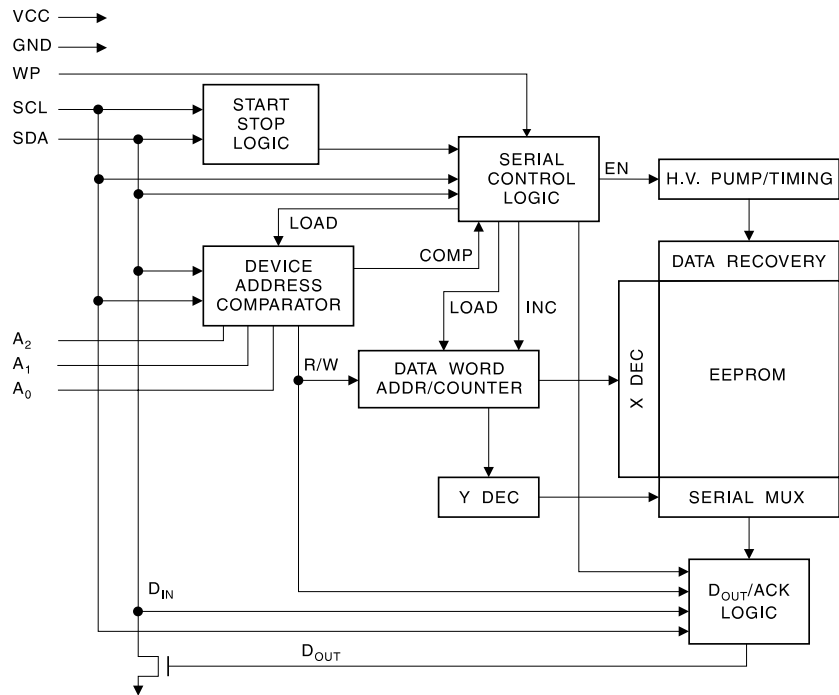 VCC
GND
WP
SCL
SDA
START
STOP
LOGIC
SERIAL
CONTROL
LOGIC
EN
H.V. PUMP/TIMING
LOAD
COMP
DEVICE
ADDRESS
COMPARATOR
DATA RECOVERY
LOAD
INC
A2
A1
A0
R/W
DATA WORD
ADDR/COUNTER
X DEC
EEPROM
Y DEC
SERIAL MUX
DIN
DOUT/ACK
LOGIC
DOUT